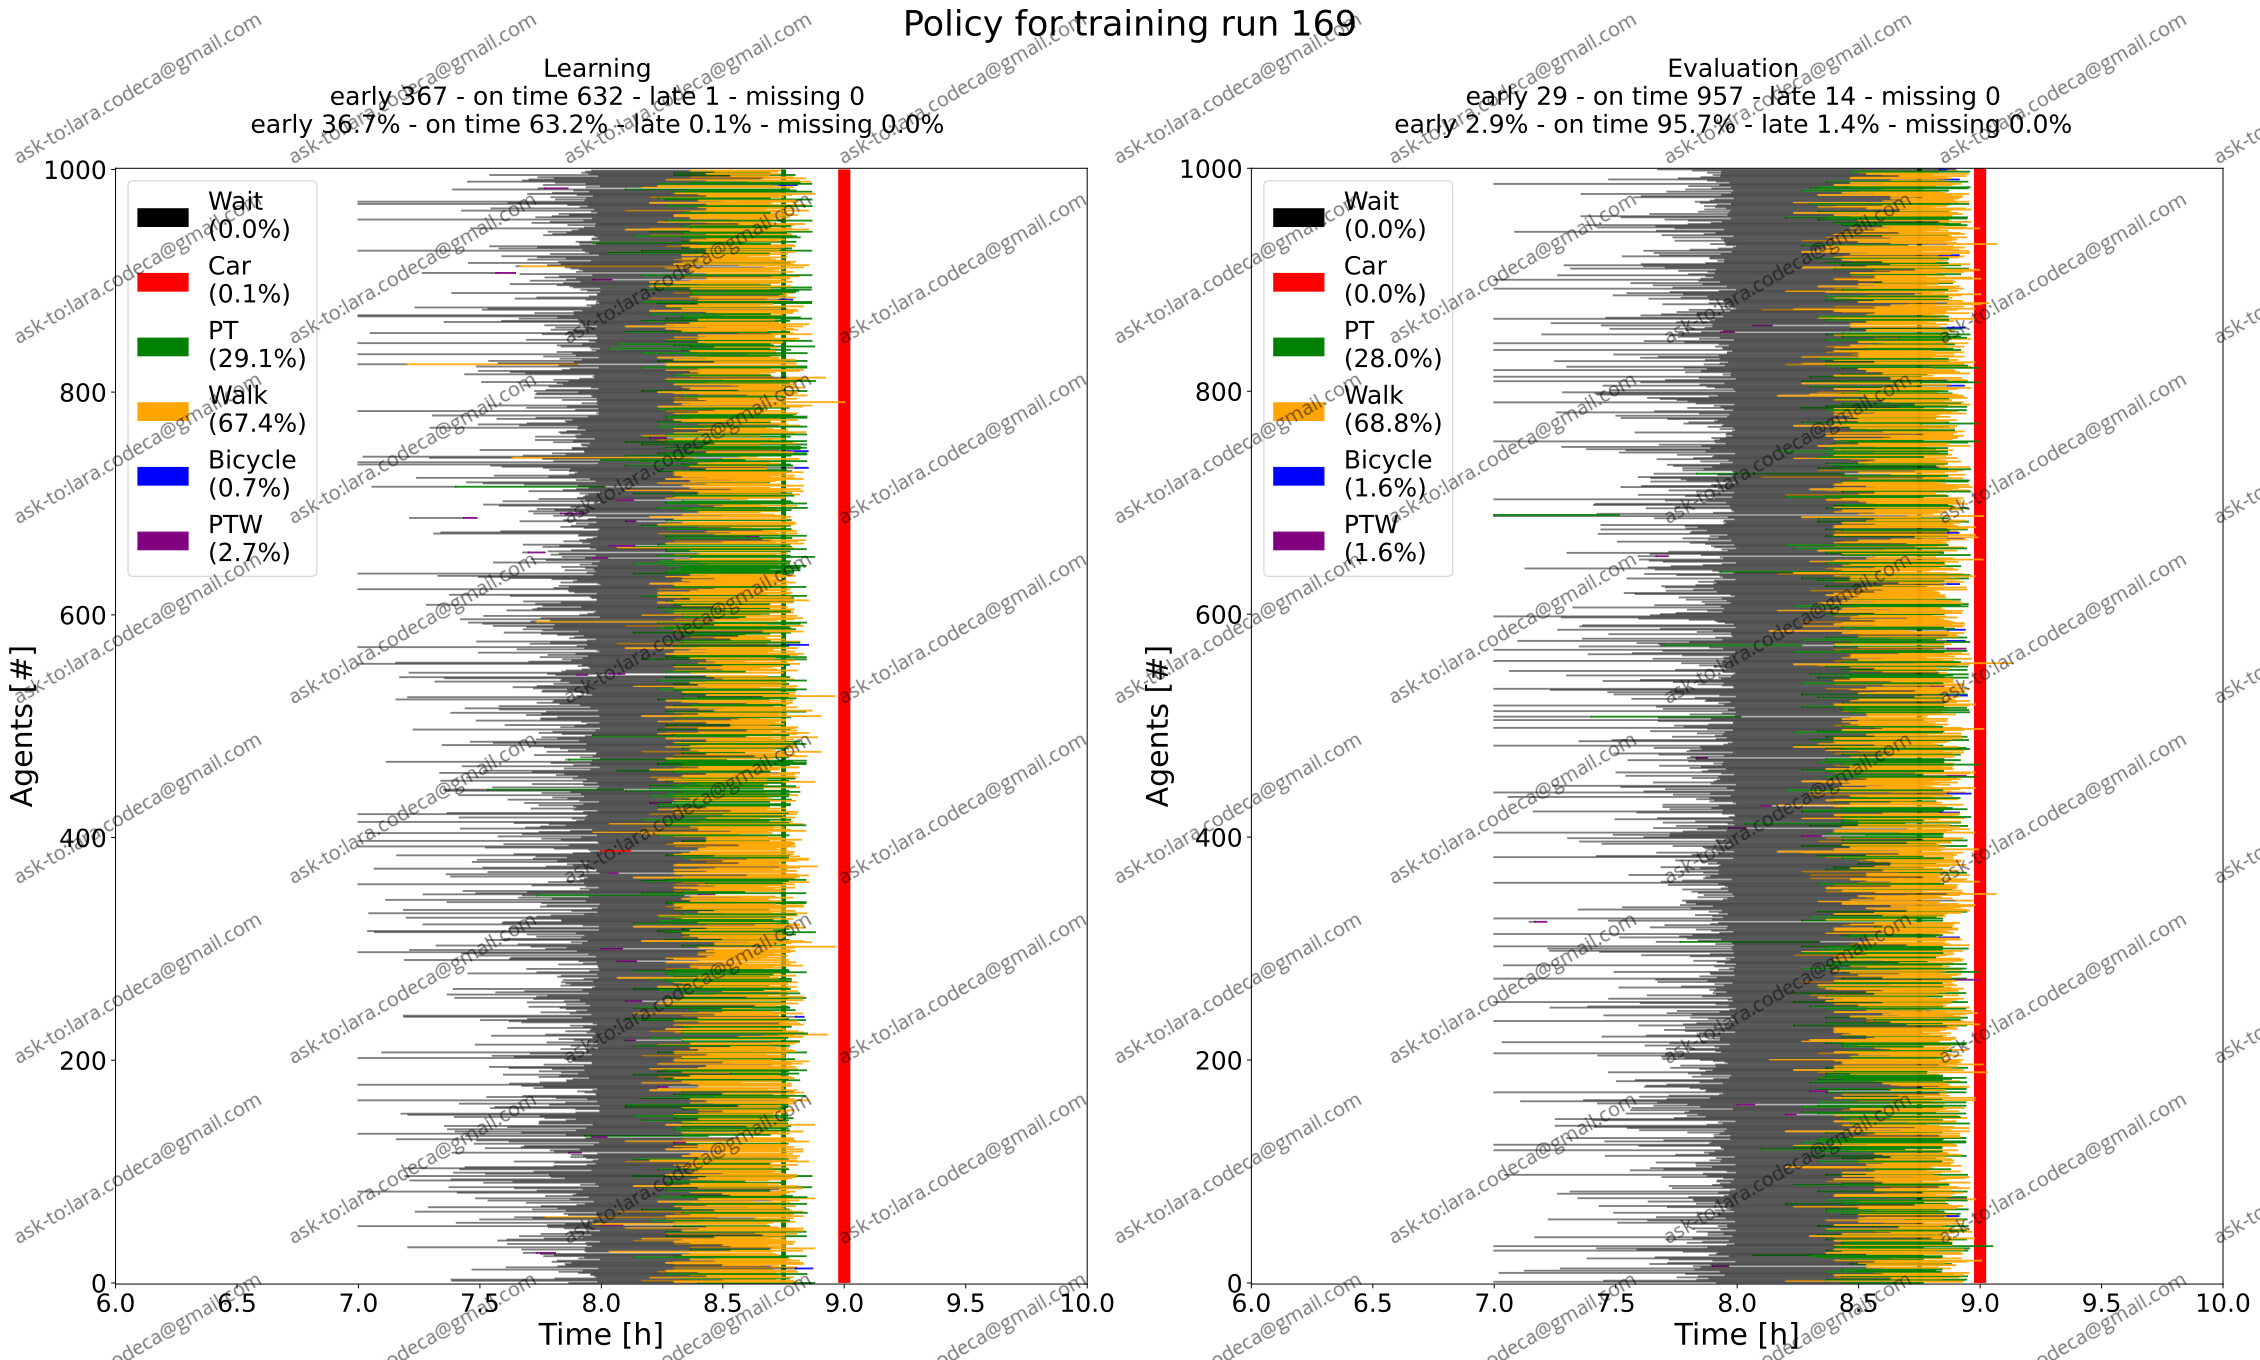 Policy for training run 169
Learning
early 367 - on time 632 - late 1 - missing 0
early 36.7% - on time 63.2% - late 0.1% - missing 0.0%
Evaluation
early 29 - on time 957 - late 14 - missing 0
early 2.9% - on time 95.7% - late 1.4% - missing 0.0%
Wait
(0.0%)
Car
(0.1%)
PT
(29.1%)
Walk
(67.4%)
Bicycle
(0.7%)
PTW
(2.7%)
1000
800
600
400
200
0
Agents [#]
6.0 6.5 7.0 7.5 8.0 8.5 9.0 9.5 10.0
Time [h]
Wait
(0.0%)
Car
(0.0%)
PT
(28.0%)
Walk
(68.8%)
Bicycle
(1.6%)
PTW
(1.6%)
1000
800
600
400
200
0
Agents [#]
6.0 6.5 7.0 7.5 8.0 8.5 9.0 9.5 10.0
Time [h]
ask-to:lara.codeca@gmail.com